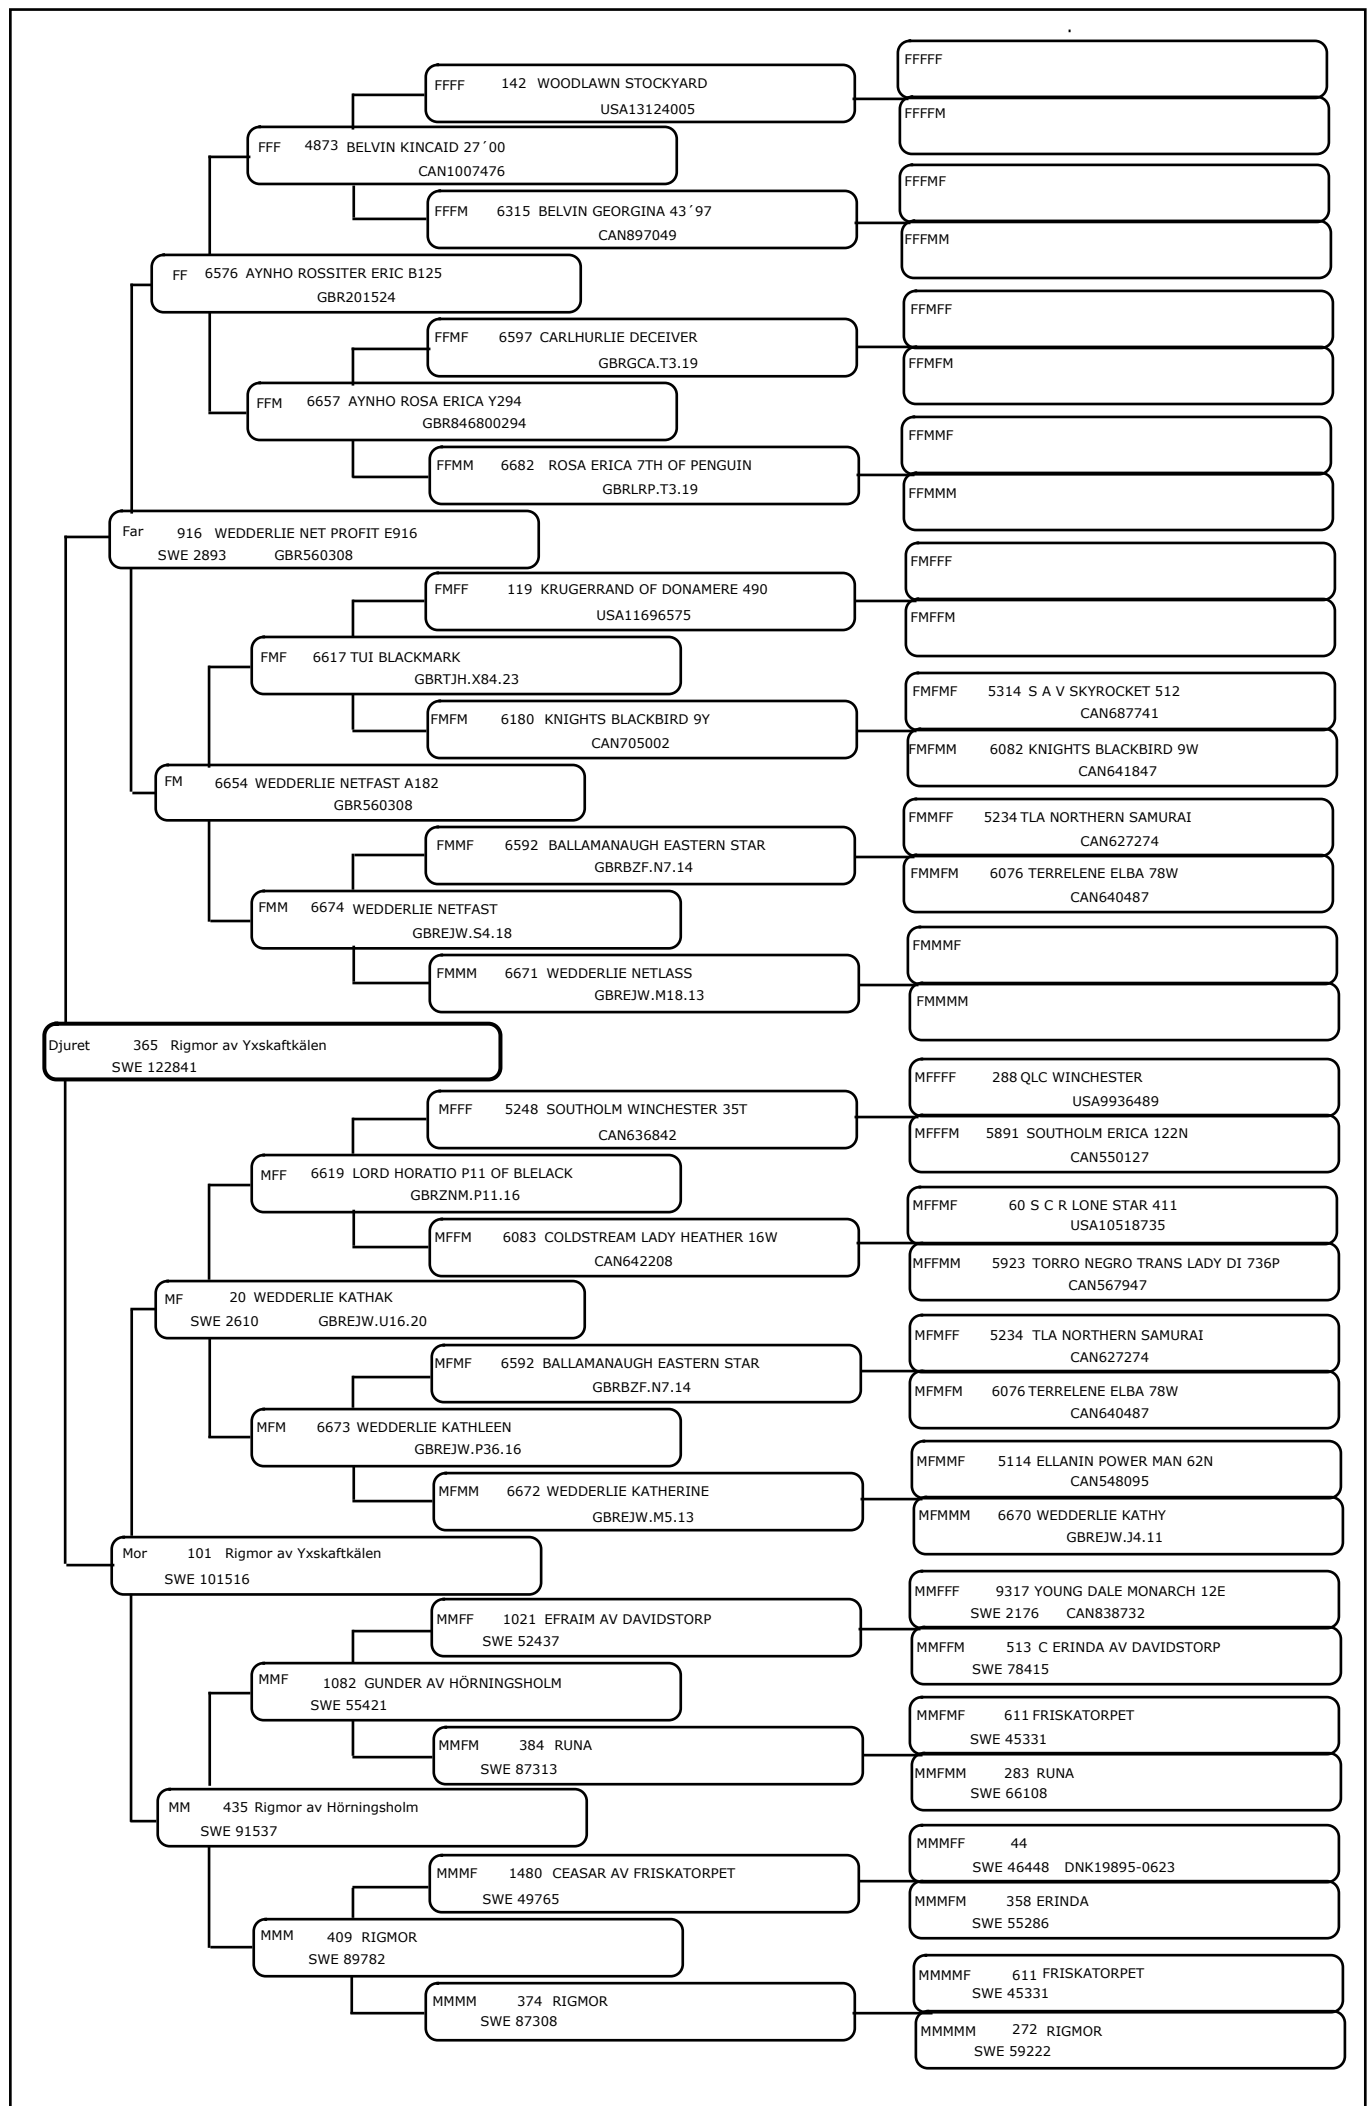 FFFFF
FFFF 142 WOODLAWN STOCKYARD
USA13124005
FFFFM
FFF 4873 BELVIN KINCAID 27´00
CAN1007476
FFFMF
FFFM 6315 BELVIN GEORGINA 43´97
CAN897049
FFFMM
FF 6576 AYNHO ROSSITER ERIC B125
GBR201524
FFMFF
FFMF 6597 CARLHURLIE DECEIVER
GBRGCA.T3.19
FFMFM
FFM 6657 AYNHO ROSA ERICA Y294
GBR846800294
FFMMF
FFMM 6682 ROSA ERICA 7TH OF PENGUIN
GBRLRP.T3.19
FFMMM
Far 916 WEDDERLIE NET PROFIT E916
SWE 2893 GBR560308
FMFFF
FMFF 119 KRUGERRAND OF DONAMERE 490
USA11696575
FMFFM
FMF 6617 TUI BLACKMARK
GBRTJH.X84.23
FMFMF 5314 S A V SKYROCKET 512
CAN687741
FMFM 6180 KNIGHTS BLACKBIRD 9Y
CAN705002
FMFMM 6082 KNIGHTS BLACKBIRD 9W
CAN641847
FM 6654 WEDDERLIE NETFAST A182
GBR560308
FMMFF 5234 TLA NORTHERN SAMURAI
CAN627274
FMMF 6592 BALLAMANAUGH EASTERN STAR
GBRBZF.N7.14
FMMFM 6076 TERRELENE ELBA 78W
CAN640487
FMM 6674 WEDDERLIE NETFAST
GBREJW.S4.18
FMMMF
FMMM 6671 WEDDERLIE NETLASS
GBREJW.M18.13
FMMMM
Djuret 365 Rigmor av Yxskaftkälen
SWE 122841
MFFFF 288 QLC WINCHESTER
USA9936489
MFFF 5248 SOUTHOLM WINCHESTER 35T
CAN636842
MFFFM 5891 SOUTHOLM ERICA 122N
CAN550127
MFF 6619 LORD HORATIO P11 OF BLELACK
GBRZNM.P11.16
MFFMF 60 S C R LONE STAR 411
USA10518735
MFFM 6083 COLDSTREAM LADY HEATHER 16W
CAN642208
MFFMM 5923 TORRO NEGRO TRANS LADY DI 736P
CAN567947
MF 20 WEDDERLIE KATHAK
SWE 2610 GBREJW.U16.20
MFMFF 5234 TLA NORTHERN SAMURAI
CAN627274
MFMF 6592 BALLAMANAUGH EASTERN STAR
GBRBZF.N7.14
MFMFM 6076 TERRELENE ELBA 78W
CAN640487
MFM 6673 WEDDERLIE KATHLEEN
GBREJW.P36.16
MFMMF 5114 ELLANIN POWER MAN 62N
CAN548095
MFMM 6672 WEDDERLIE KATHERINE
GBREJW.M5.13
MFMMM 6670 WEDDERLIE KATHY
GBREJW.J4.11
Mor 101 Rigmor av Yxskaftkälen
SWE 101516
MMFFF 9317 YOUNG DALE MONARCH 12E
SWE 2176 CAN838732
MMFF 1021 EFRAIM AV DAVIDSTORP
SWE 52437
MMFFM 513 C ERINDA AV DAVIDSTORP
SWE 78415
MMF 1082 GUNDER AV HÖRNINGSHOLM
SWE 55421
MMFMF 611 FRISKATORPET
SWE 45331
MMFM 384 RUNA
SWE 87313
MMFMM 283 RUNA
SWE 66108
MM 435 Rigmor av Hörningsholm
SWE 91537
MMMFF 44
SWE 46448 DNK19895-0623
MMMF 1480 CEASAR AV FRISKATORPET
SWE 49765
MMMFM 358 ERINDA
SWE 55286
MMM 409 RIGMOR
SWE 89782
MMMMF 611 FRISKATORPET
SWE 45331
MMMM 374 RIGMOR
SWE 87308
MMMMM 272 RIGMOR
SWE 59222